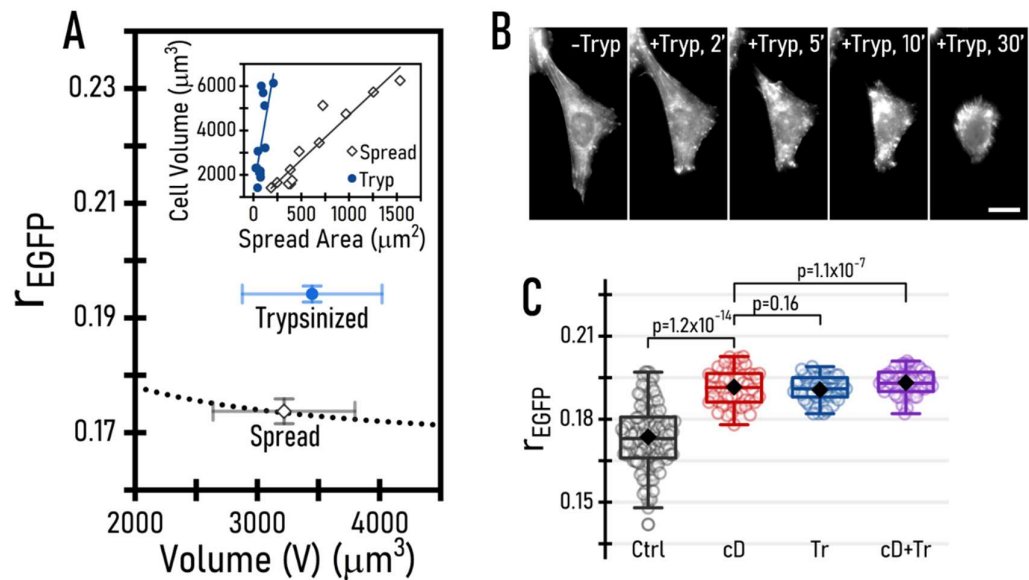 A
0.23
0.21
0.19
0.17
r_EGFP
2000 3000 4000
Volume (V) (μm³)
Trypsinized
Spread
Cell Volume (μm³)
6000
4000
2000
0 500 1000 1500
Spread Area (μm²)
Spread
Tryp
B
-Tryp +Tryp, 2' +Tryp, 5' +Tryp, 10' +Tryp, 30'
C
p=1.1x10⁻⁷
p=0.16
p=1.2x10⁻¹⁴
0.21
0.18
0.15
r_EGFP
Ctrl cD Tr cD+Tr